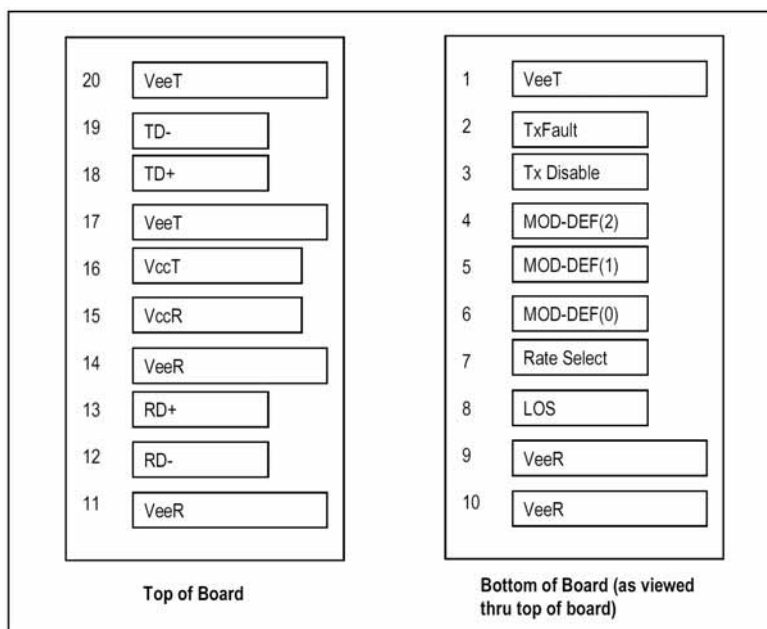 20 VeeT
19 TD-
18 TD+
17 VeeT
16 VccT
15 VccR
14 VeeR
13 RD+
12 RD-
11 VeeR
Top of Board
1 VeeT
2 TxFault
3 Tx Disable
4 MOD-DEF(2)
5 MOD-DEF(1)
6 MOD-DEF(0)
7 Rate Select
8 LOS
9 VeeR
10 VeeR
Bottom of Board (as viewed
thru top of board)